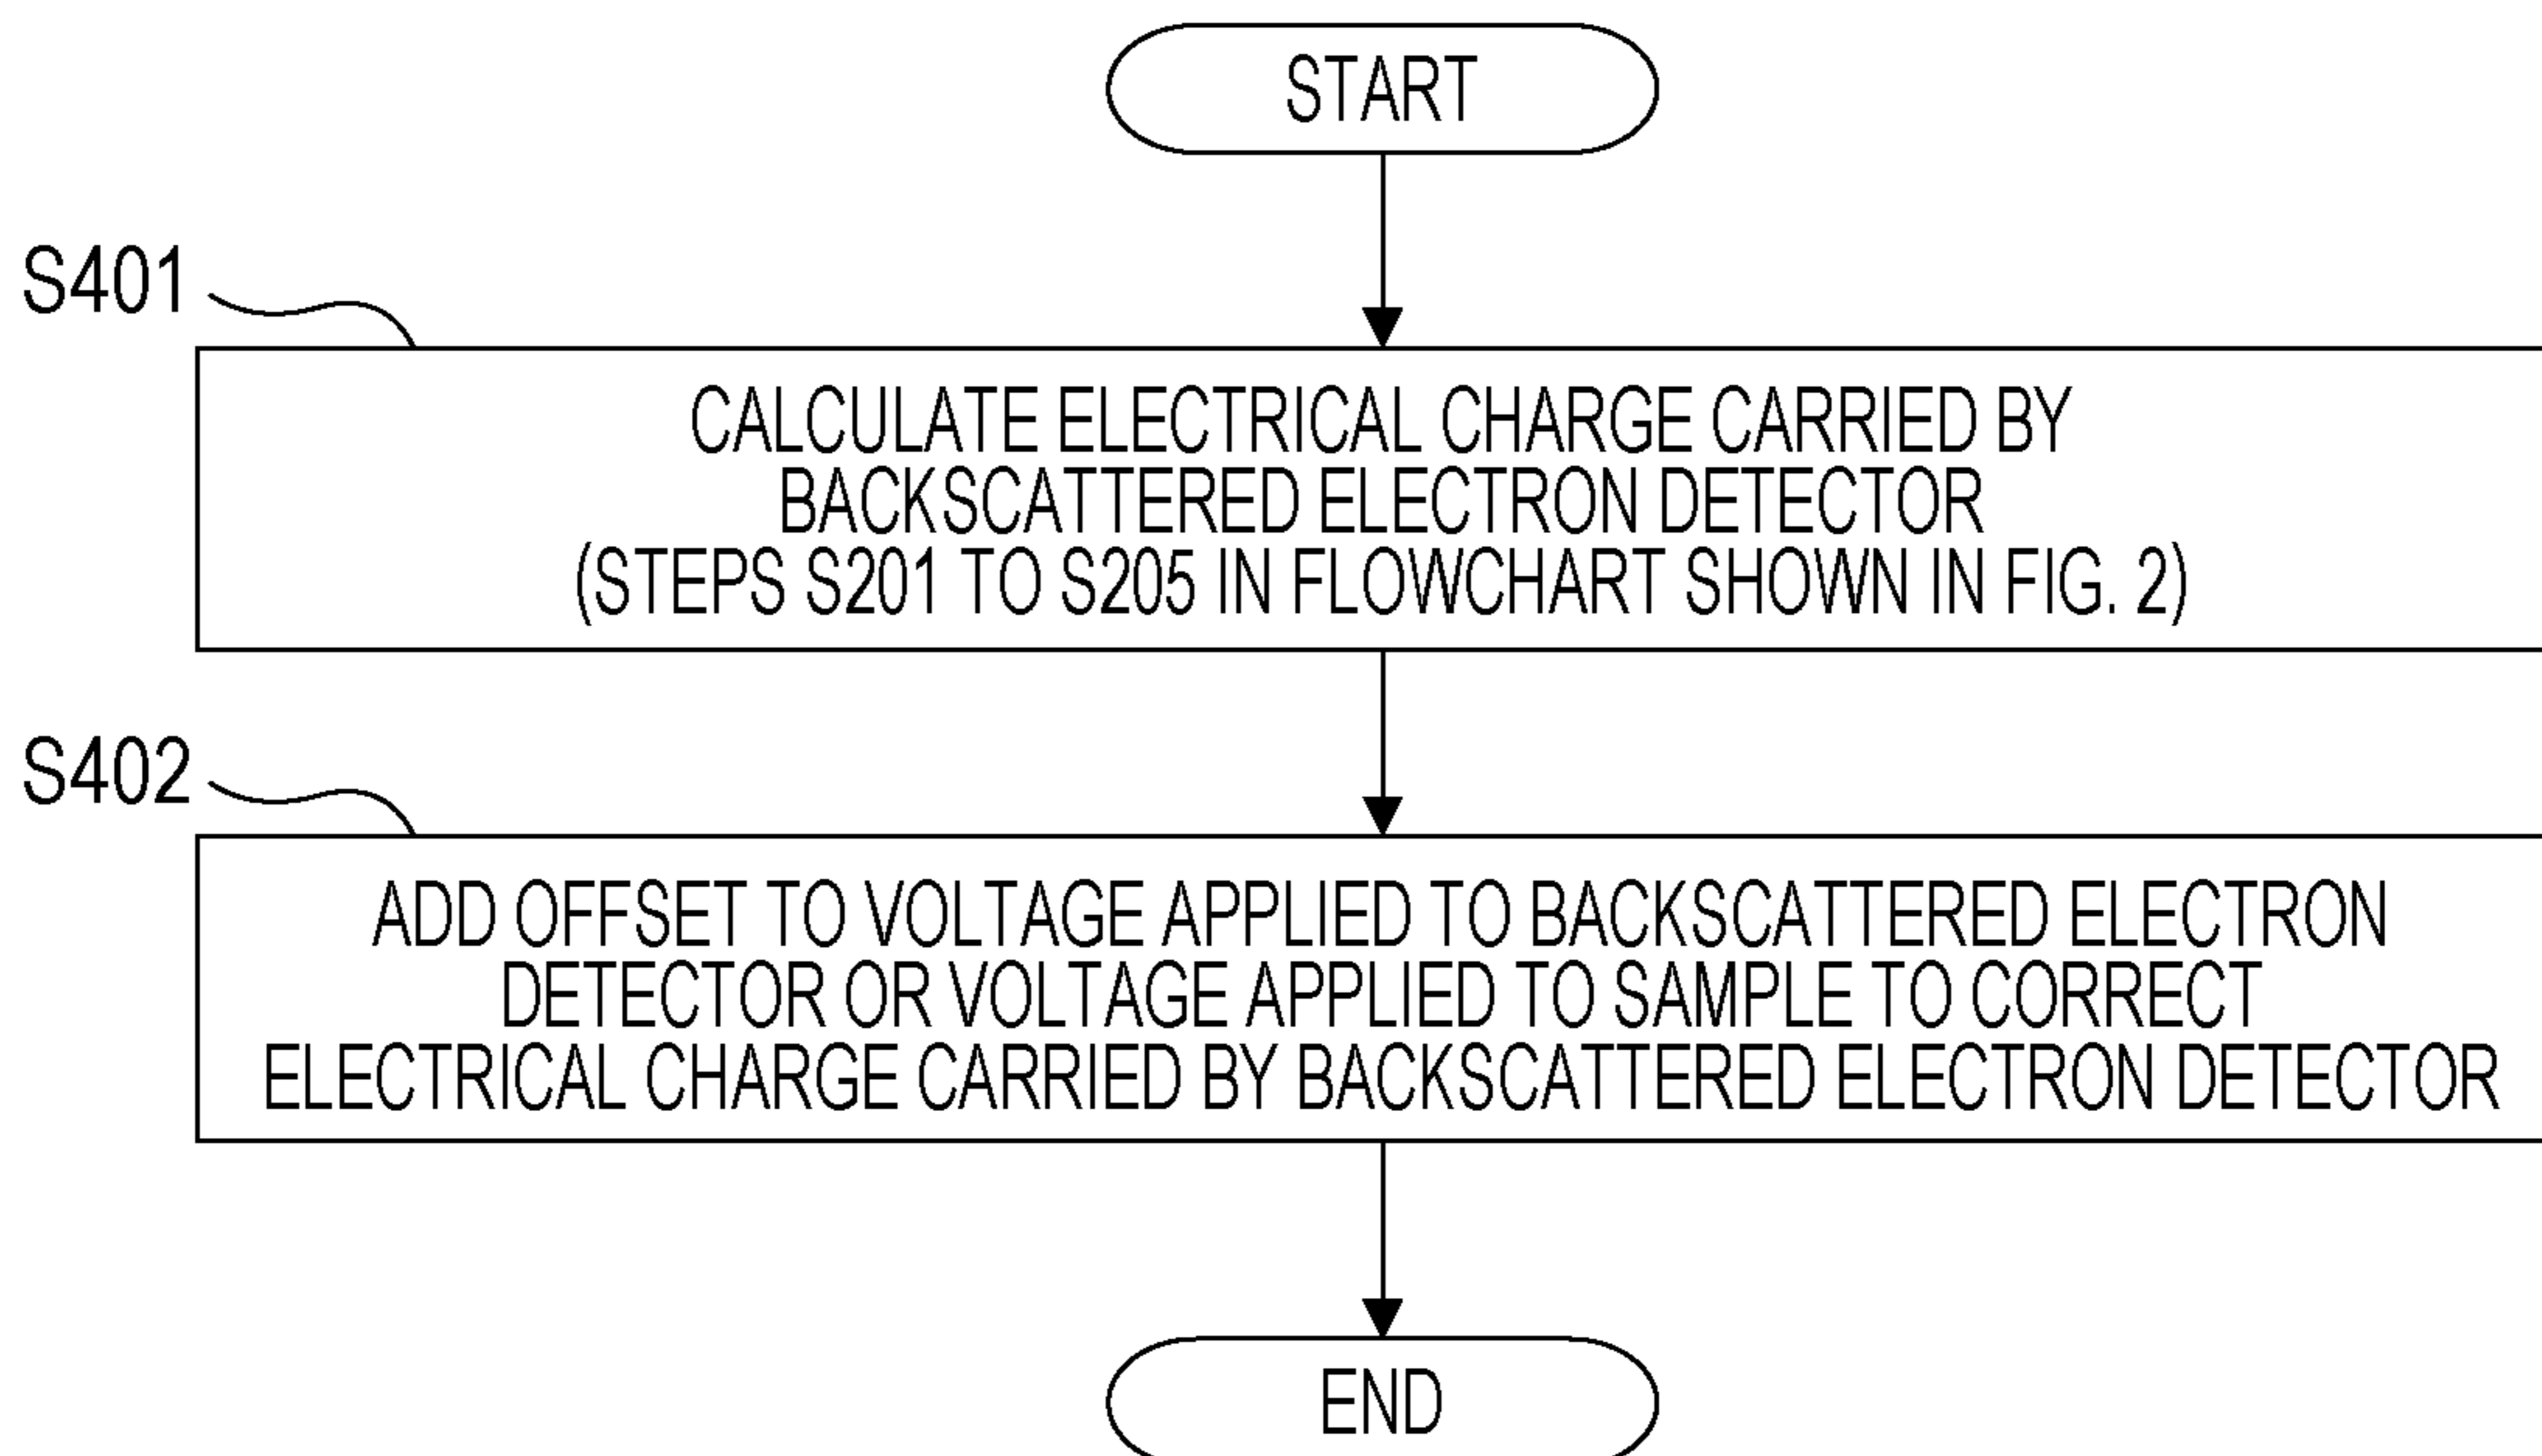 START
S401
CALCULATE ELECTRICAL CHARGE CARRIED BY
BACKSCATTERED ELECTRON DETECTOR
(STEPS S201 TO S205 IN FLOWCHART SHOWN IN FIG. 2)
S402
ADD OFFSET TO VOLTAGE APPLIED TO BACKSCATTERED ELECTRON
DETECTOR OR VOLTAGE APPLIED TO SAMPLE TO CORRECT
ELECTRICAL CHARGE CARRIED BY BACKSCATTERED ELECTRON DETECTOR
END